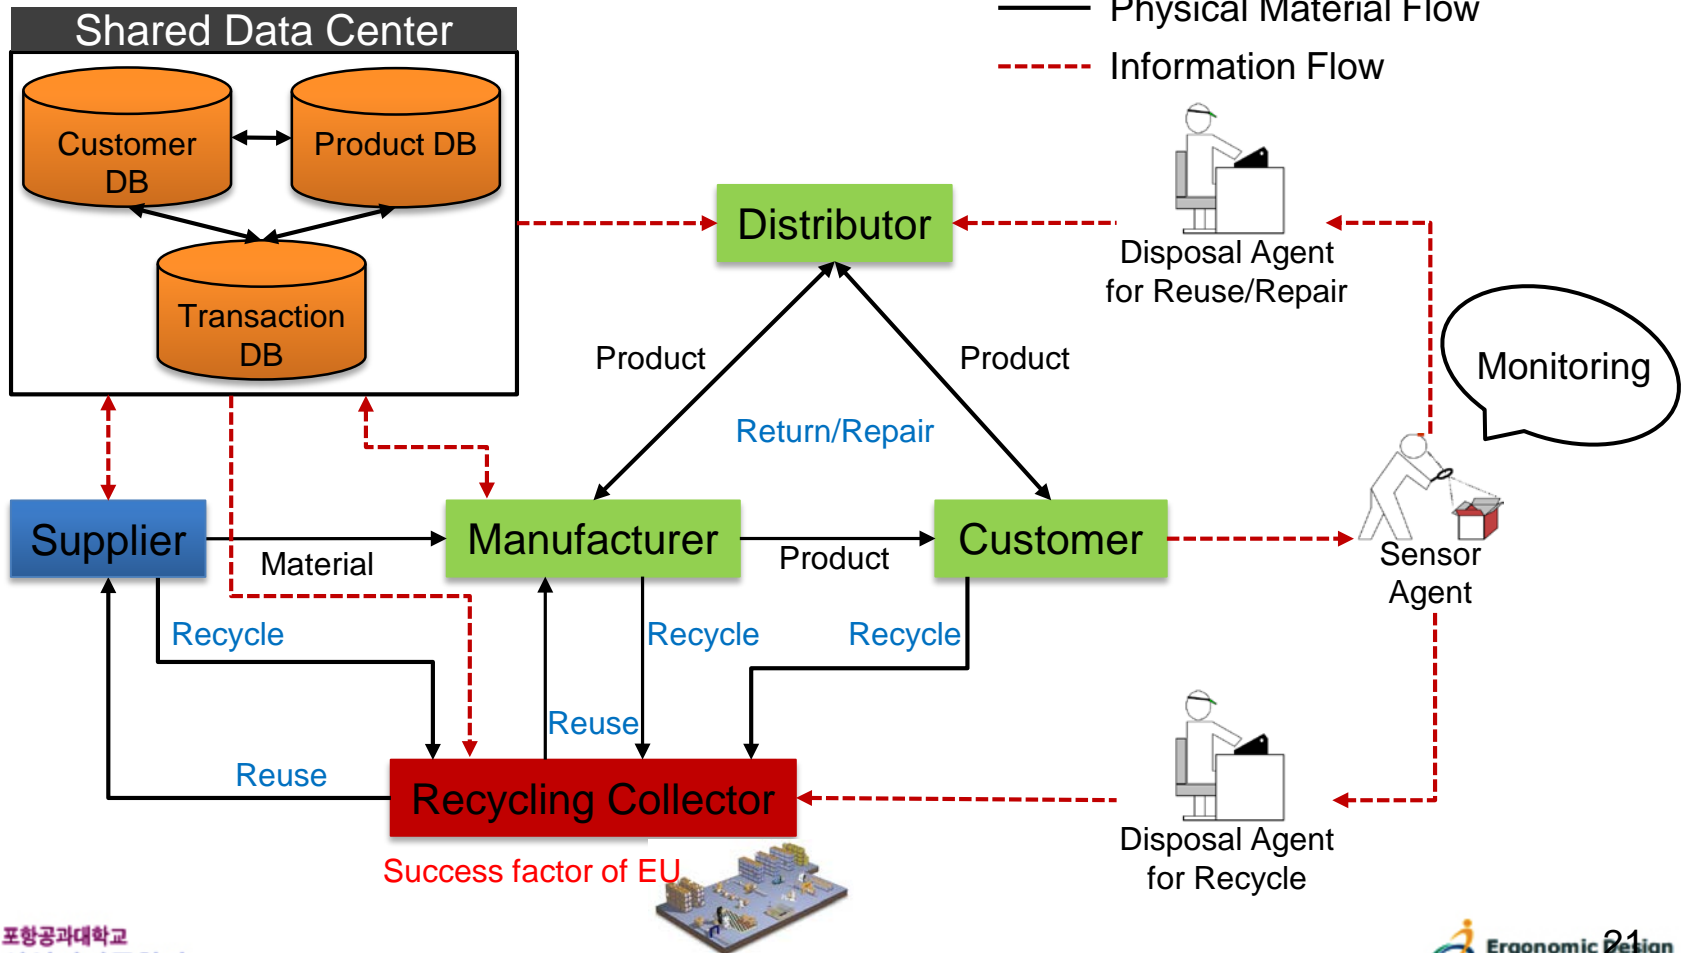 Shared Data Center
Physical Material Flow
Information Flow
Customer
DB
Product DB
Transaction
DB
Distributor
Disposal Agent
for Reuse/Repair
Monitoring
Product
Product
Return/Repair
Supplier
Material
Manufacturer
Product
Customer
Sensor
Agent
Recycle
Recycle
Recycle
Reuse
Reuse
Recycling Collector
Success factor of EU
Disposal Agent
for Recycle
포항공과대학교
Ergonomic Design
21